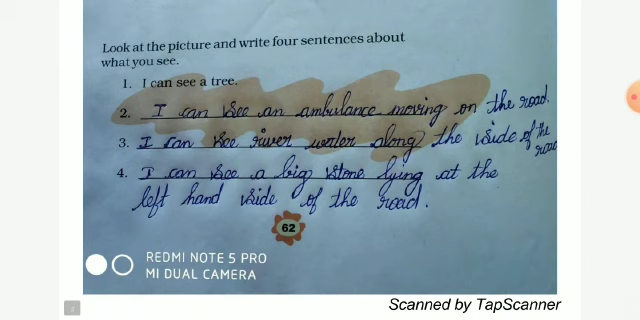 Look at the picture and write four sentences about
what you see.
1. I can see a tree.
2. I can see an ambulance moving on the road.
3. I can see river water along the side of the road
4. I can see a big stone lying at the
left hand side of the road.
62
REDMI NOTE 5 PRO
MI DUAL CAMERA
Scanned by TapScanner